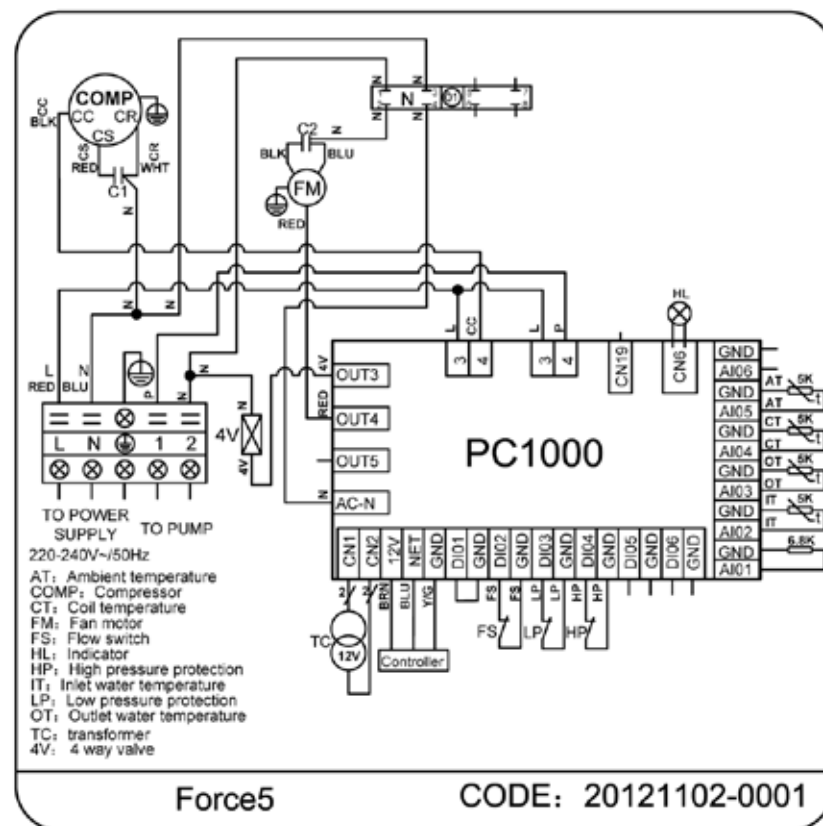 N N
N
N 01
COMP
CC CR
CS
CC
BLK
CS
RED
CR
WHT
C1
N
N N
C2 N
BLK BLU
FM
RED
N N
N
L CC L P
HL
3 4 3 4 CN19 CN6
L N
RED BLU
P N N
N
4V
4V
L N 1 2
TO POWER
SUPPLY
TO PUMP
220-240V~/50Hz
4V OUT3
RED OUT4
OUT5
N AC-N
PC1000
GND
AI06
GND AT 5K
AI05 AT t
GND CT 5K
AI04 CT t
GND OT 5K
AI03 OT t
GND IT 5K
AI02 IT t
GND 6.8K
AI01
CN1 CN2 12V NET GND DI01 GND DI02 GND DI03 GND DI04 GND DI05 GND DI06 GND
2 2 BRN BLU Y/G FS FS LP LP HP HP
TC 12V
Controller
FS LP HP
AT: Ambient temperature
COMP: Compressor
CT: Coil temperature
FM: Fan motor
FS: Flow switch
HL: Indicator
HP: High pressure protection
IT: Inlet water temperature
LP: Low pressure protection
OT: Outlet water temperature
TC: transformer
4V: 4 way valve
Force5
CODE: 20121102-0001